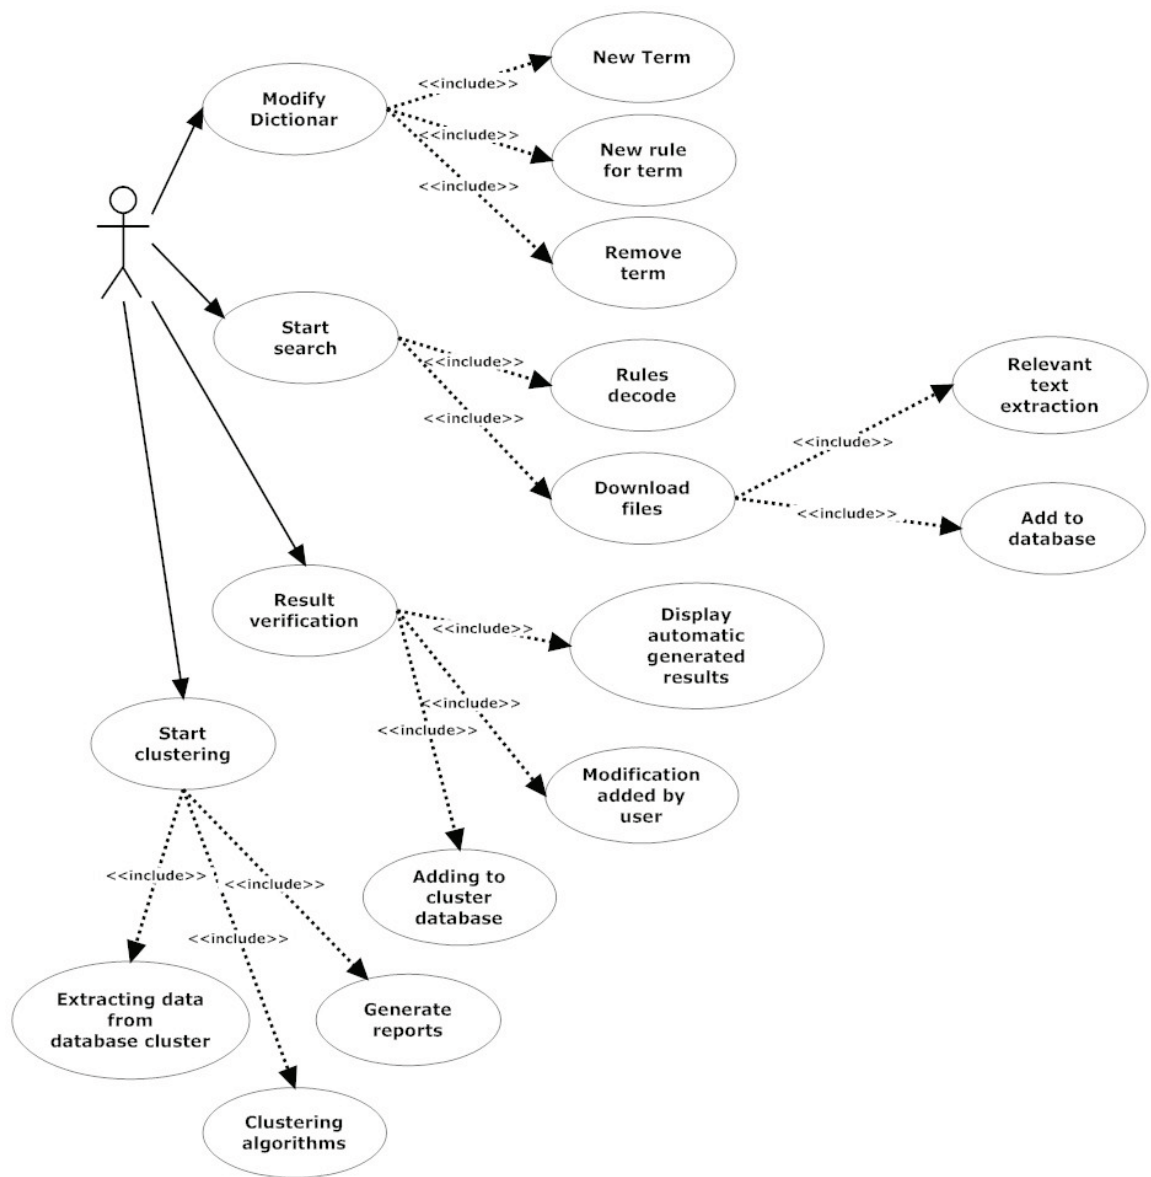 New Term
<<include>>
Modify
Dictionar
<<include>>
New rule
for term
<<include>>
Remove
term
Start
search
<<include>>
Rules
decode
Relevant
text
extraction
<<include>>
<<include>>
Download
files
<<include>>
Add to
database
Result
verification
<<include>>
Display
automatic
generated
results
<<include>>
<<include>>
Start
clustering
Modification
added by
user
<<include>>
<<include>>
Adding to
cluster
database
<<include>>
Extracting data
from
database cluster
Generate
reports
Clustering
algorithms